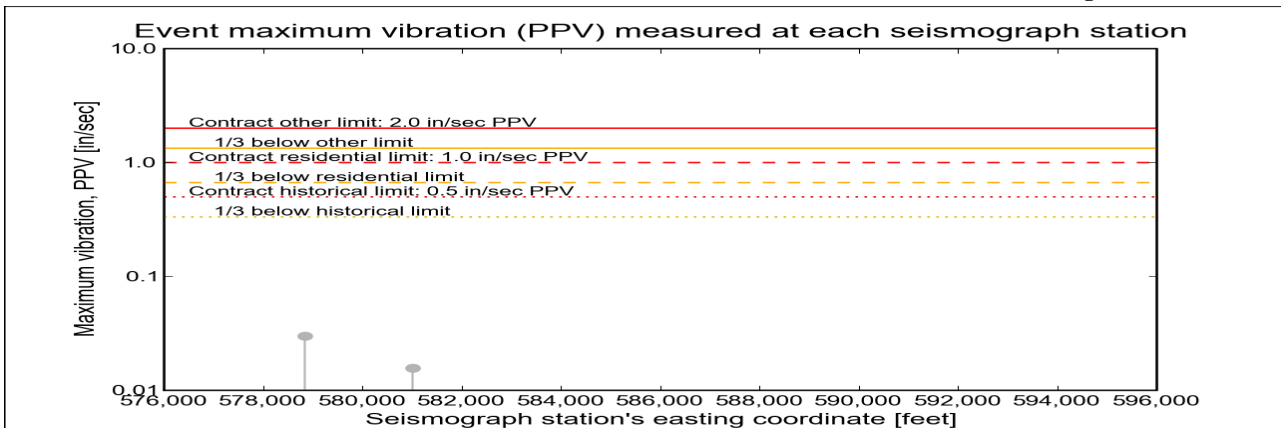 Event maximum vibration (PPV) measured at each seismograph station
Maximum vibration, PPV [in/sec]
10.0
1.0
0.1
0.01
Contract other limit: 2.0 in/sec PPV
1/3 below other limit
Contract residential limit: 1.0 in/sec PPV
1/3 below residential limit
Contract historical limit; 0.5 in/sec PPV
1/3 below historical limit
576,000 578,000 580,000 582,000 584,000 586,000 588,000 590,000 592,000 594,000 596,000
Seismograph station's easting coordinate [feet]